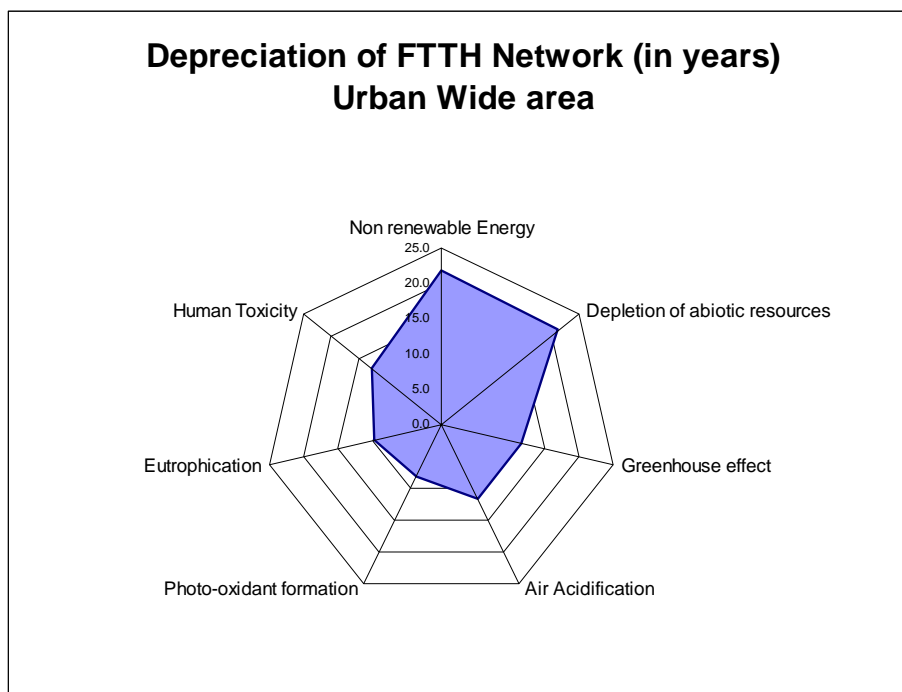 Depreciation of FTTH Network (in years)
Urban Wide area
Non renewable Energy
25.0
20.0
15.0
10.0
5.0
0.0
Human Toxicity
Depletion of abiotic resources
Eutrophication
Greenhouse effect
Photo-oxidant formation
Air Acidification